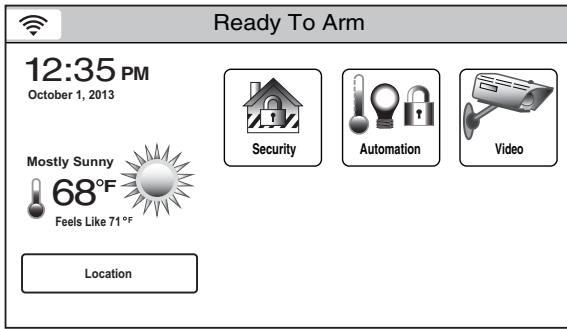 Ready To Arm
12:35 PM
October 1, 2013
Mostly Sunny
68°F
Feels Like 71°F
Location
Security
Automation
Video